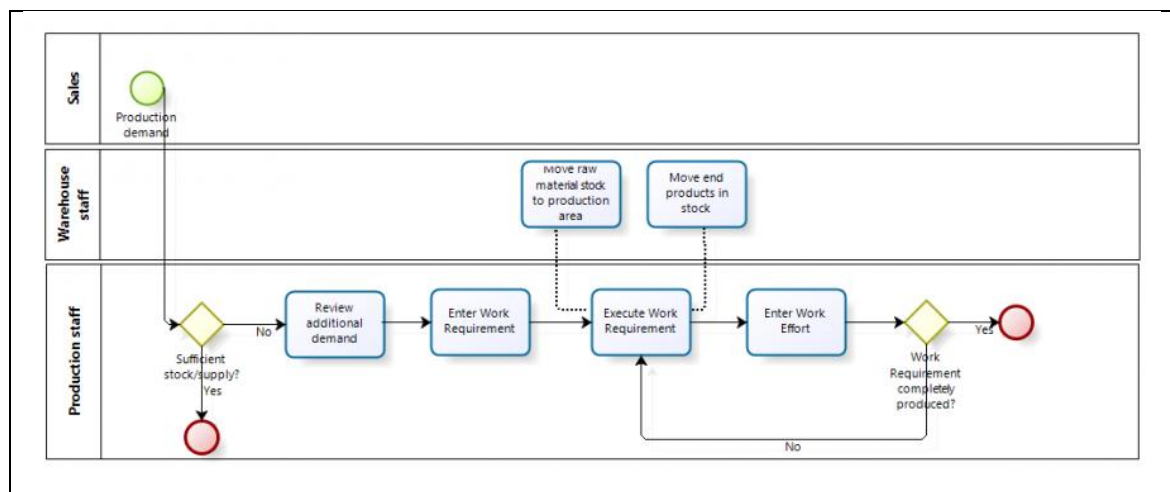 Sales
Production
demand
Warehouse
staff
Move raw
material stock
to production
area
Move end
products in
stock
Production staff
Sufficient
stock/supply?
Yes
No
Review
additional
demand
Enter Work
Requirement
Execute Work
Requirement
Enter Work
Effort
Work
Requirement
completely
produced?
Yes
No